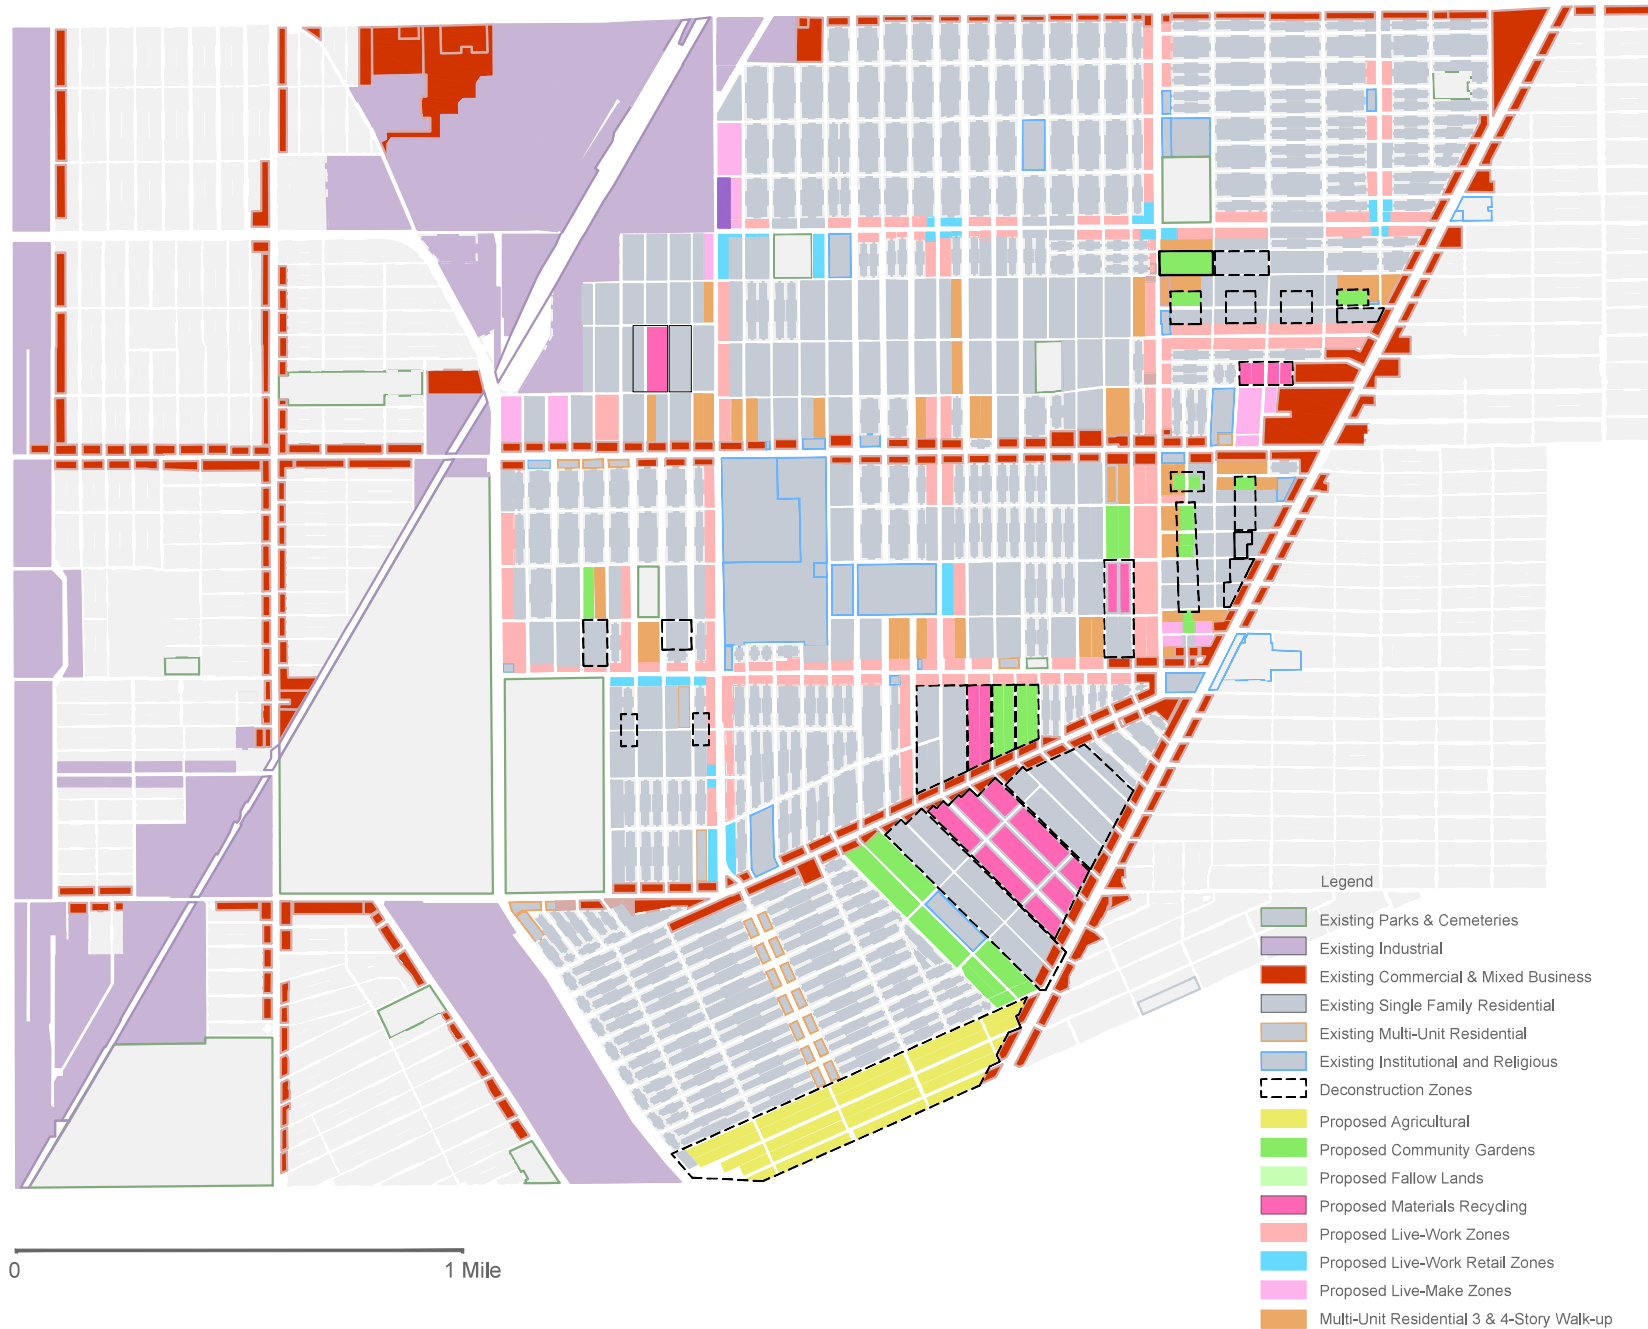 Legend
Existing Parks & Cemeteries
Existing Industrial
Existing Commercial & Mixed Business
Existing Single Family Residential
Existing Multi-Unit Residential
Existing Institutional and Religious
Deconstruction Zones
Proposed Agricultural
Proposed Community Gardens
Proposed Fallow Lands
Proposed Materials Recycling
Proposed Live-Work Zones
Proposed Live-Work Retail Zones
Proposed Live-Make Zones
Multi-Unit Residential 3 & 4-Story Walk-up
0 1 Mile